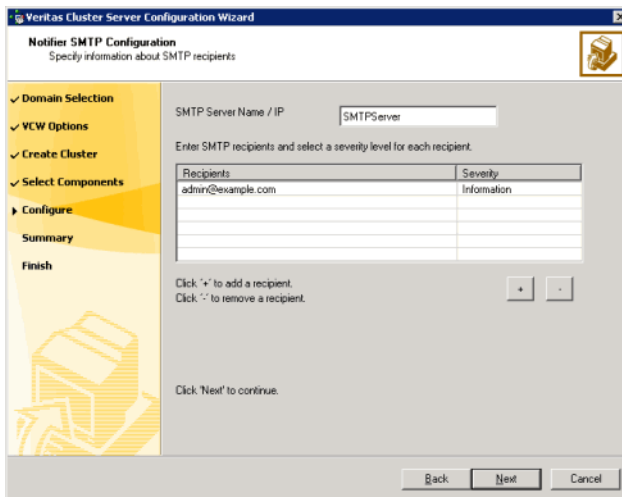 Veritas Cluster Server Configuration Wizard
Notifier SMTP Configuration
Specify information about SMTP recipients
Domain Selection
VCW Options
Create Cluster
Select Components
Configure
Summary
Finish
SMTP Server Name / IP
SMTPServer
Enter SMTP recipients and select a severity level for each recipient.
Recipients Severity
admin@example.com Information
Click '+' to add a recipient.
Click '-' to remove a recipient.
+ -
Click 'Next' to continue.
Back Next Cancel